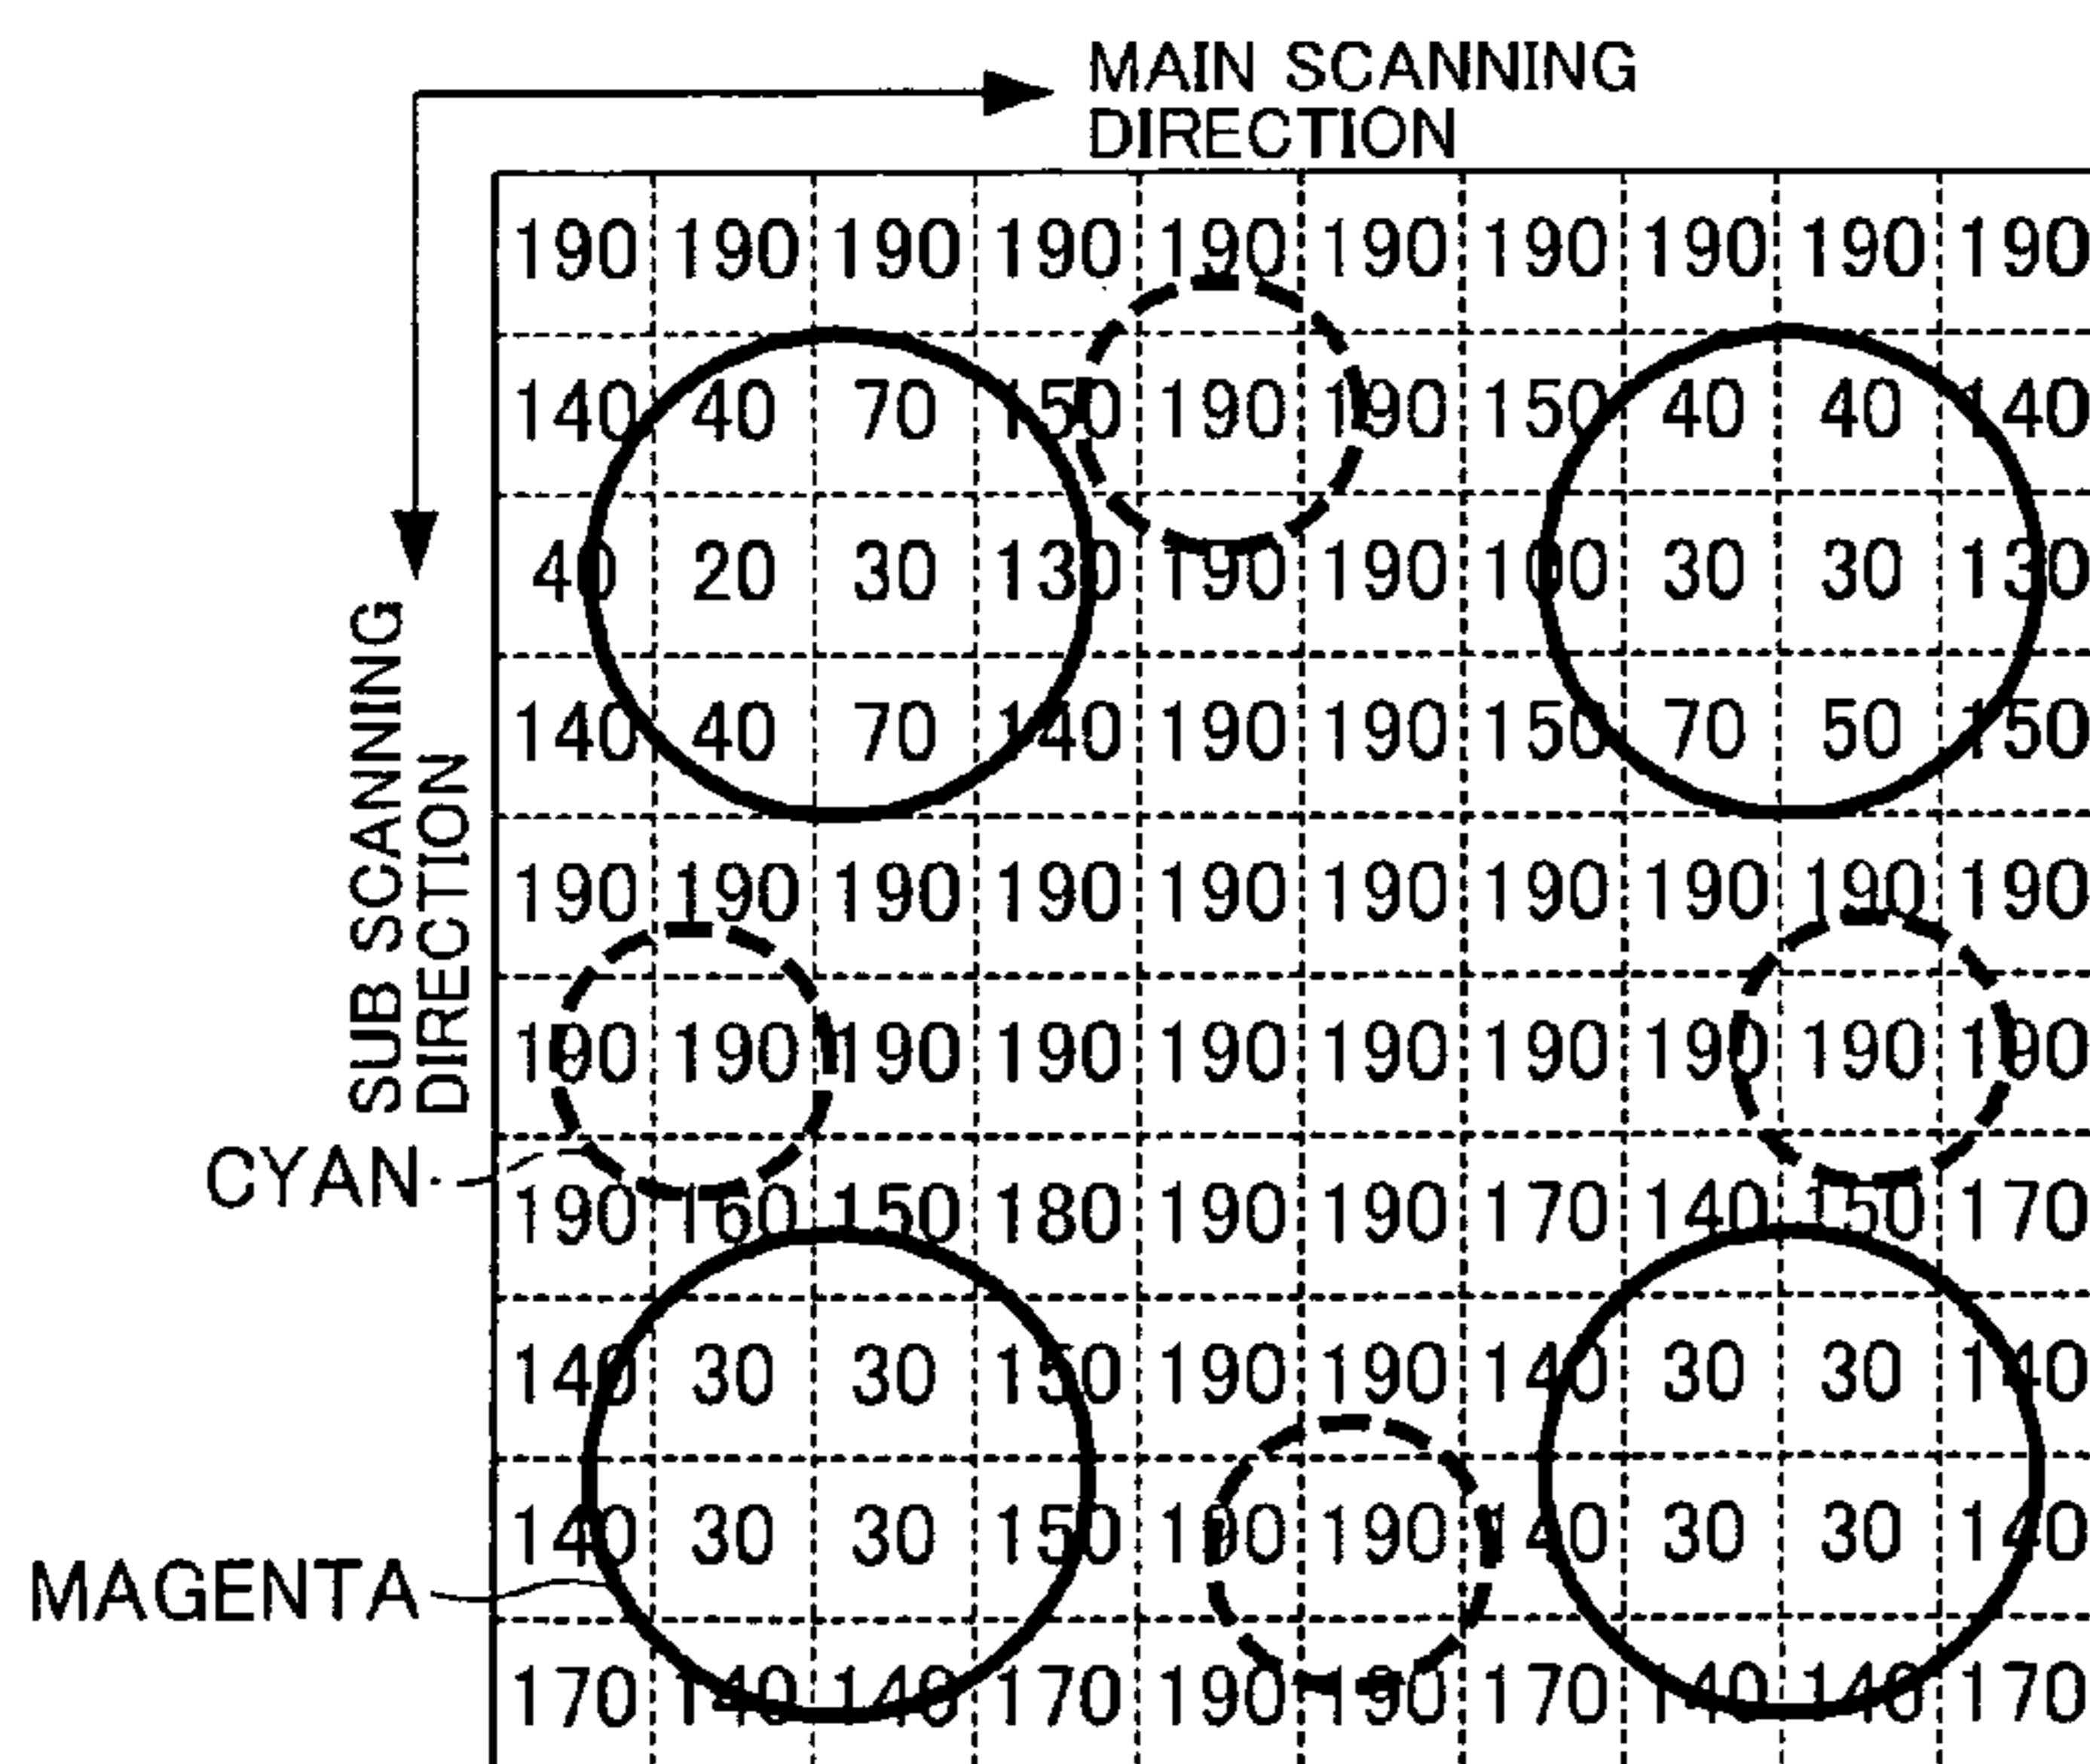 MAIN SCANNING
DIRECTION
SUB SCANNING
DIRECTION
190 190 190 190 190 190 190 190 190 190
140 40 70 150 190 190 150 40 40 140
40 20 30 130 190 190 100 30 30 130
140 40 70 140 190 190 150 70 50 150
190 190 190 190 190 190 190 190 190 190
190 190 190 190 190 190 190 190 190 190
CYAN
190 160 150 180 190 190 170 140 150 170
140 30 30 150 190 190 140 30 30 140
140 30 30 150 190 190 140 30 30 140
MAGENTA
170 140 140 170 190 190 170 140 140 170